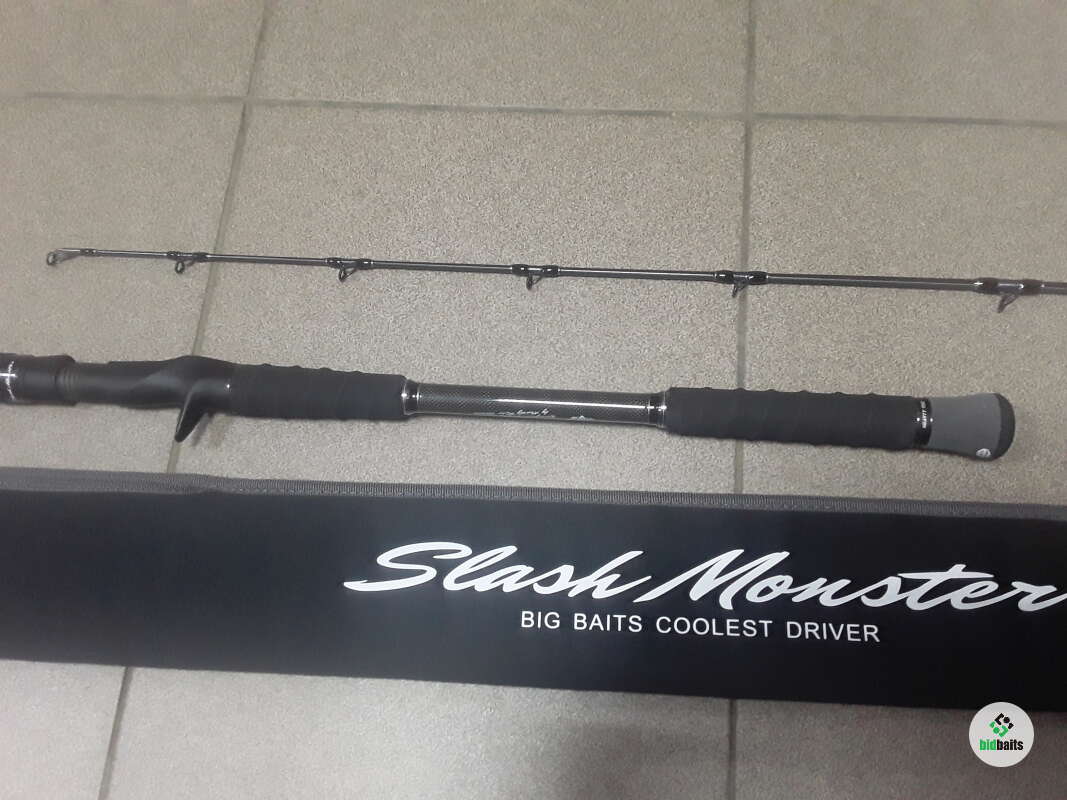 Slash Monster
BIG BAITS COOLEST DRIVER
bidbaits